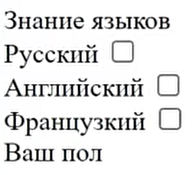 Знание языков
Русский
Английский
Французкий
Ваш пол